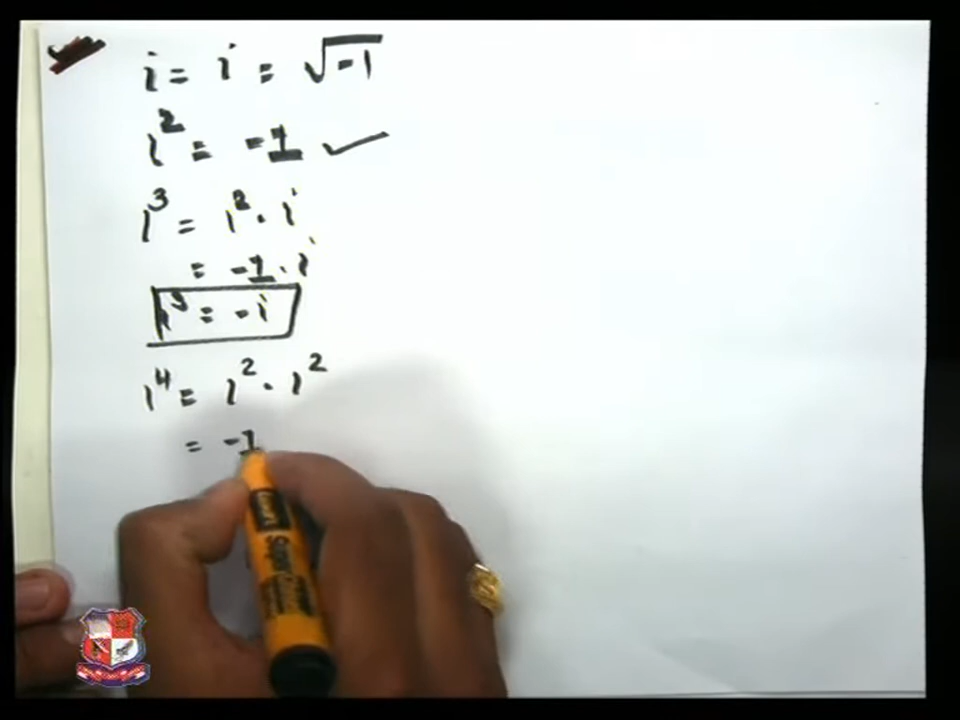 i = i = √-1
i² = -1 ✓
i³ = i² · i
= -1 · i
i³ = -i
i⁴ = i² · i²
= -1